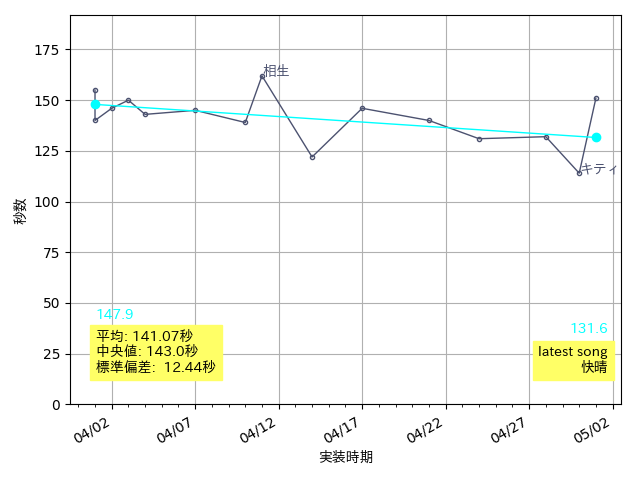 175
150
125
100
75
50
25
0
秒数
相生
キティ
147.9
平均: 141.07秒
中央値: 143.0秒
標準偏差: 12.44秒
131.6
latest song
快晴
04/02
04/07
04/12
04/17
04/22
04/27
05/02
実装時期